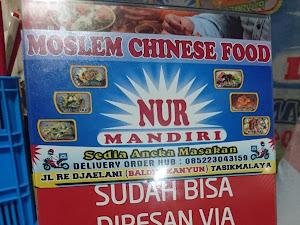 MOSLEM CHINESE FOOD
NUR
MANDIRI
Sedia Aneka Masakan
DELIVERY ORDER HUB : 085223043159
JL RE DJAELANI (BALDI KANYUN) TASIKMALAYA
SUDAH BISA
DIPESAN VIA